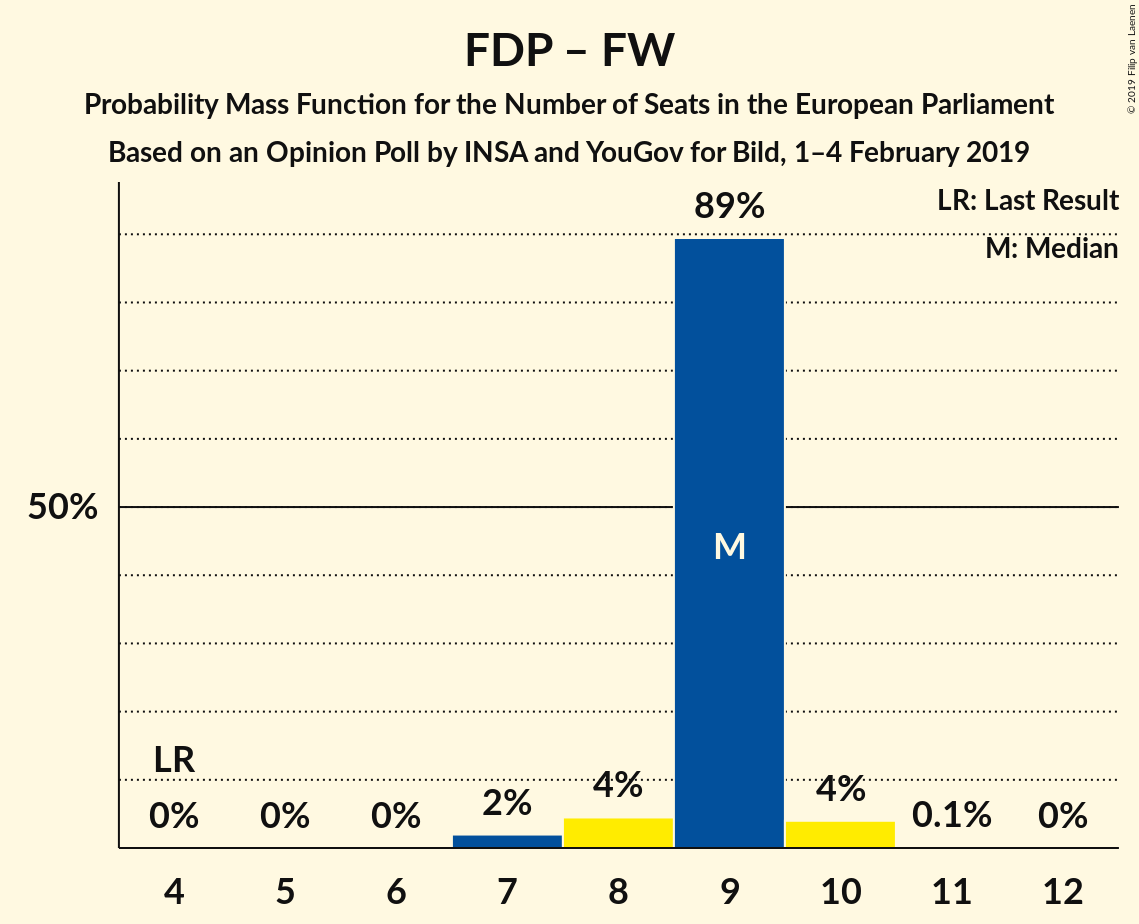 FDP – FW
Probability Mass Function for the Number of Seats in the European Parliament
Based on an Opinion Poll by INSA and YouGov for Bild, 1–4 February 2019
© 2019 Filip van Laenen
LR: Last Result
M: Median
89%
50%
M
LR
0%
0%
0%
2%
4%
4%
0.1%
0%
4 5 6 7 8 9 10 11 12